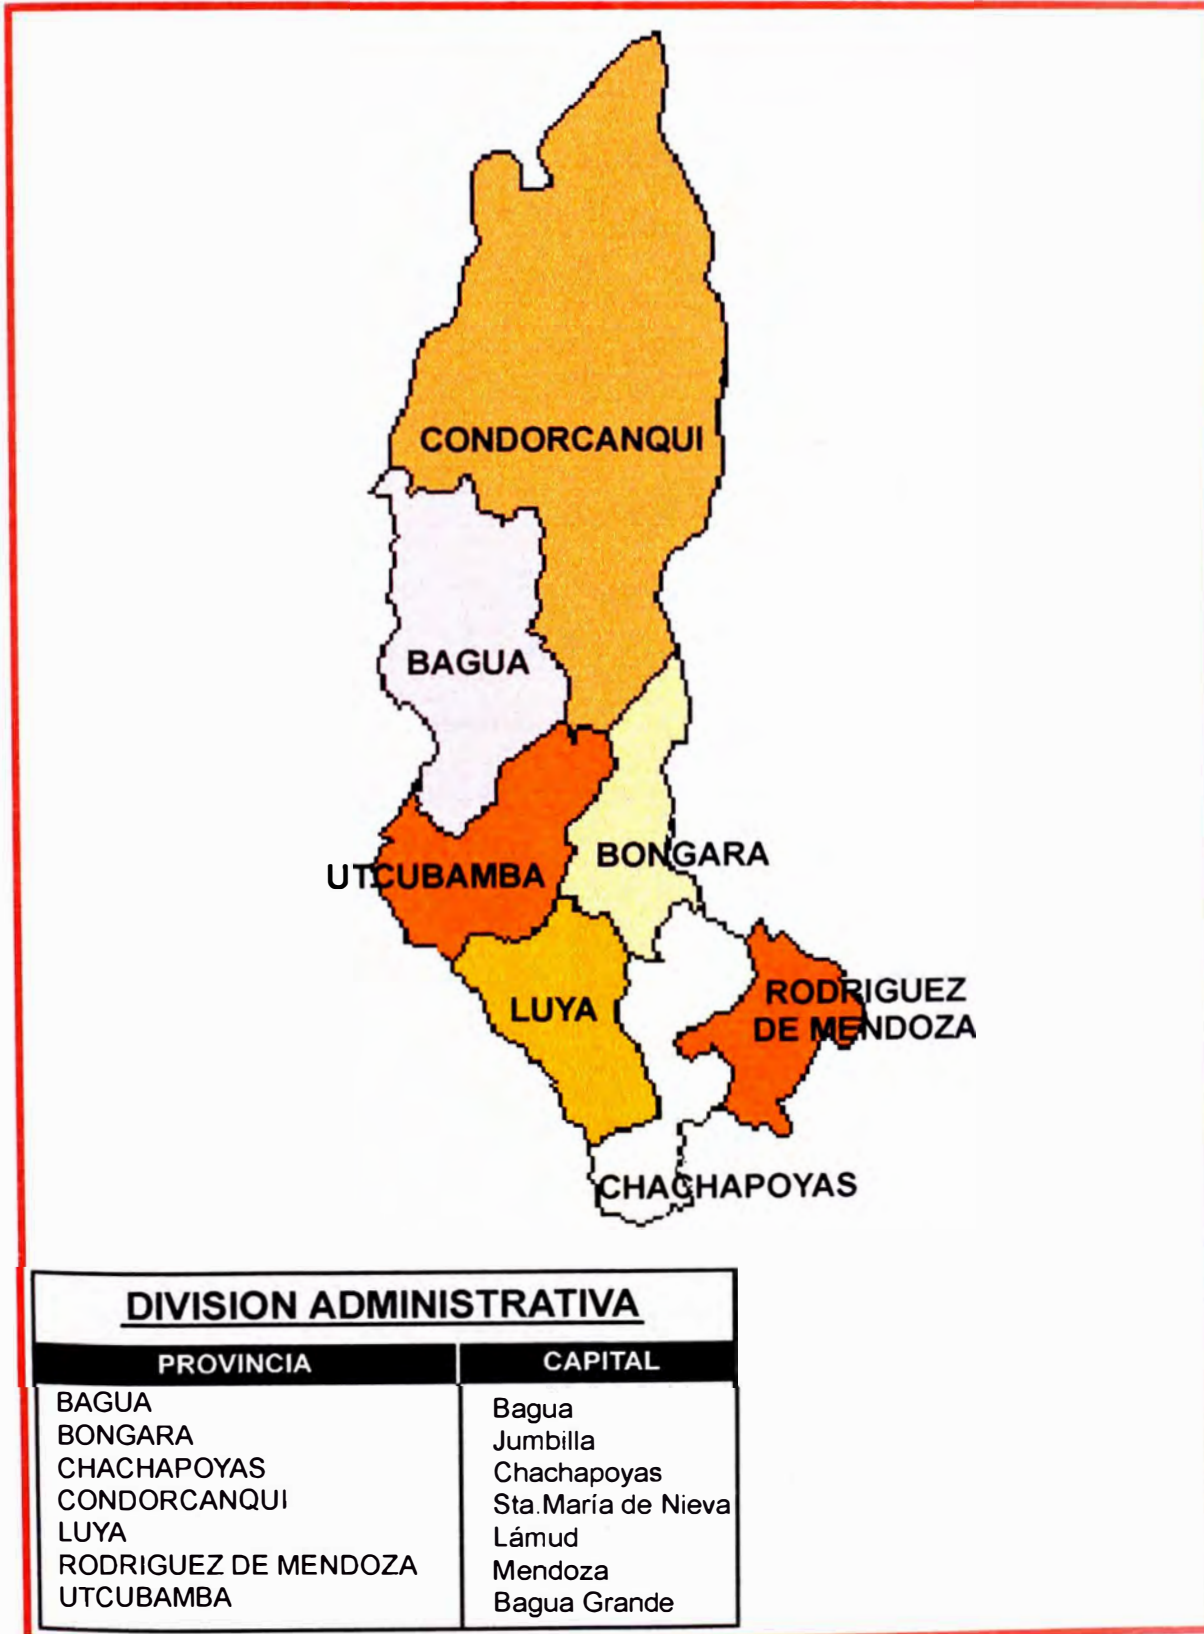 CONDORCANQUI
BAGUA
BONGARA
UTCUBAMBA
RODRIGUEZ
DE MENDOZA
LUYA
CHACHAPOYAS
DIVISION ADMINISTRATIVA
PROVINCIA CAPITAL
BAGUA Bagua
BONGARA Jumbilla
CHACHAPOYAS Chachapoyas
CONDORCANQUI Sta.María de Nieva
LUYA Lámud
RODRIGUEZ DE MENDOZA Mendoza
UTCUBAMBA Bagua Grande